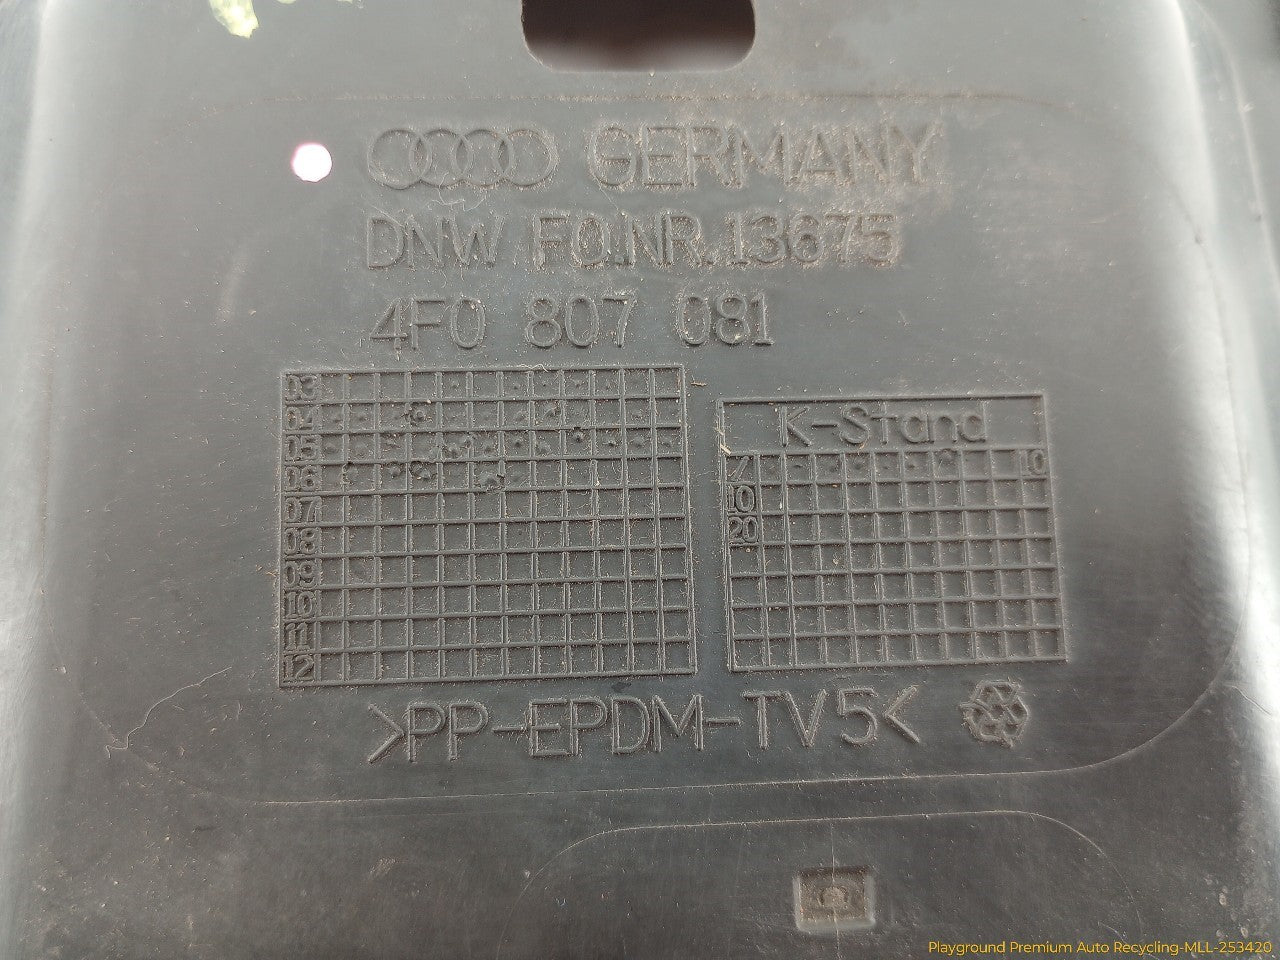 GERMANY
DNW FO.NR.13675
4F0 807 081
03
04
05
06
07
08
09
10
11
12
K-Stand
/ 10
10
20
>PP-EPDM-TV5<
Playground Premium Auto Recycling-MLL-253420